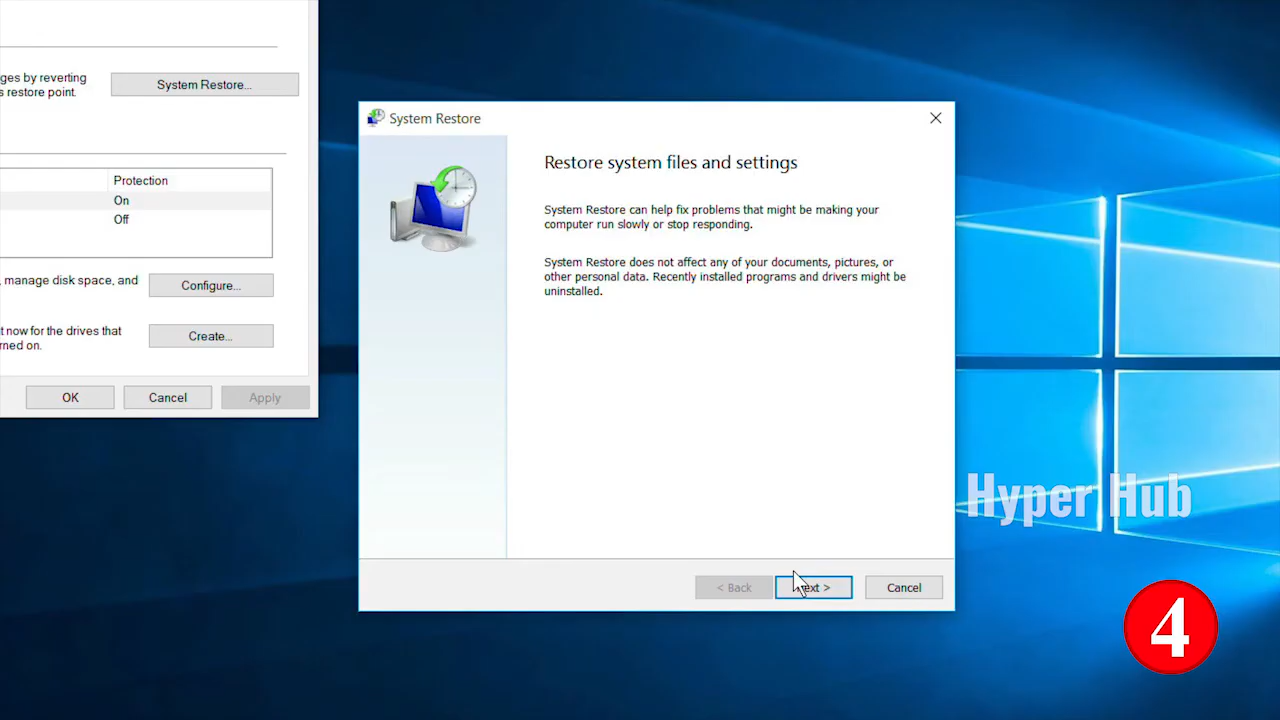 ges by reverting
s restore point.
System Restore...
Protection
On
Off
, manage disk space, and
Configure...
t now for the drives that
rned on.
Create...
OK
Cancel
Apply
System Restore
Restore system files and settings
System Restore can help fix problems that might be making your
computer run slowly or stop responding.
System Restore does not affect any of your documents, pictures, or
other personal data. Recently installed programs and drivers might be
uninstalled.
< Back
ext >
Cancel
Hyper Hub
4